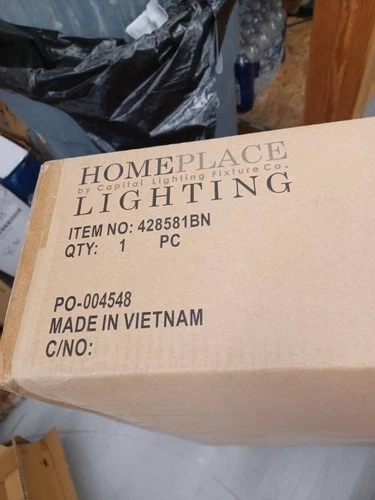 HOMEPLACE
by Capital Lighting Fixture Co.
LIGHTING
ITEM NO: 428581BN
QTY: 1 PC
PO-004548
MADE IN VIETNAM
C/NO: